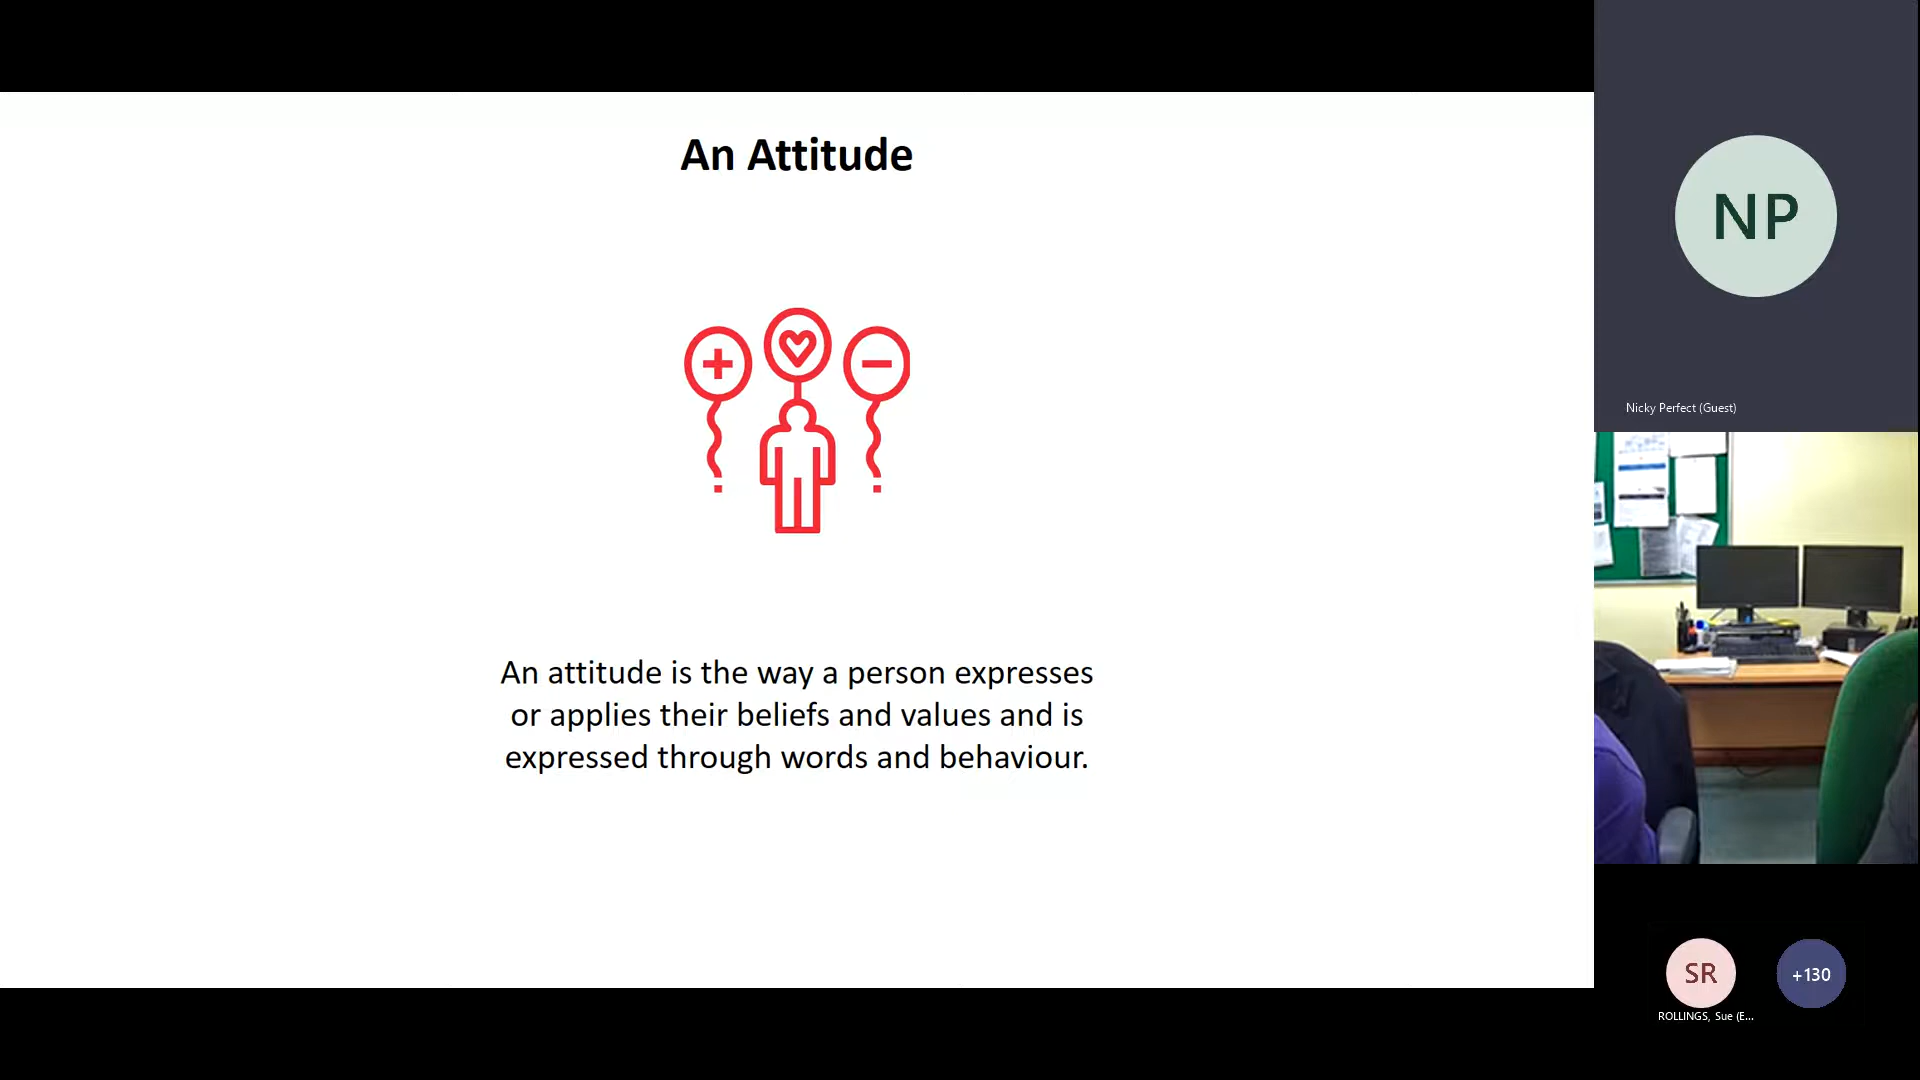 An Attitude
An attitude is the way a person expresses
or applies their beliefs and values and is
expressed through words and behaviour.
NP
Nicky Perfect (Guest)
SR
+130
ROLLINGS, Sue (E...